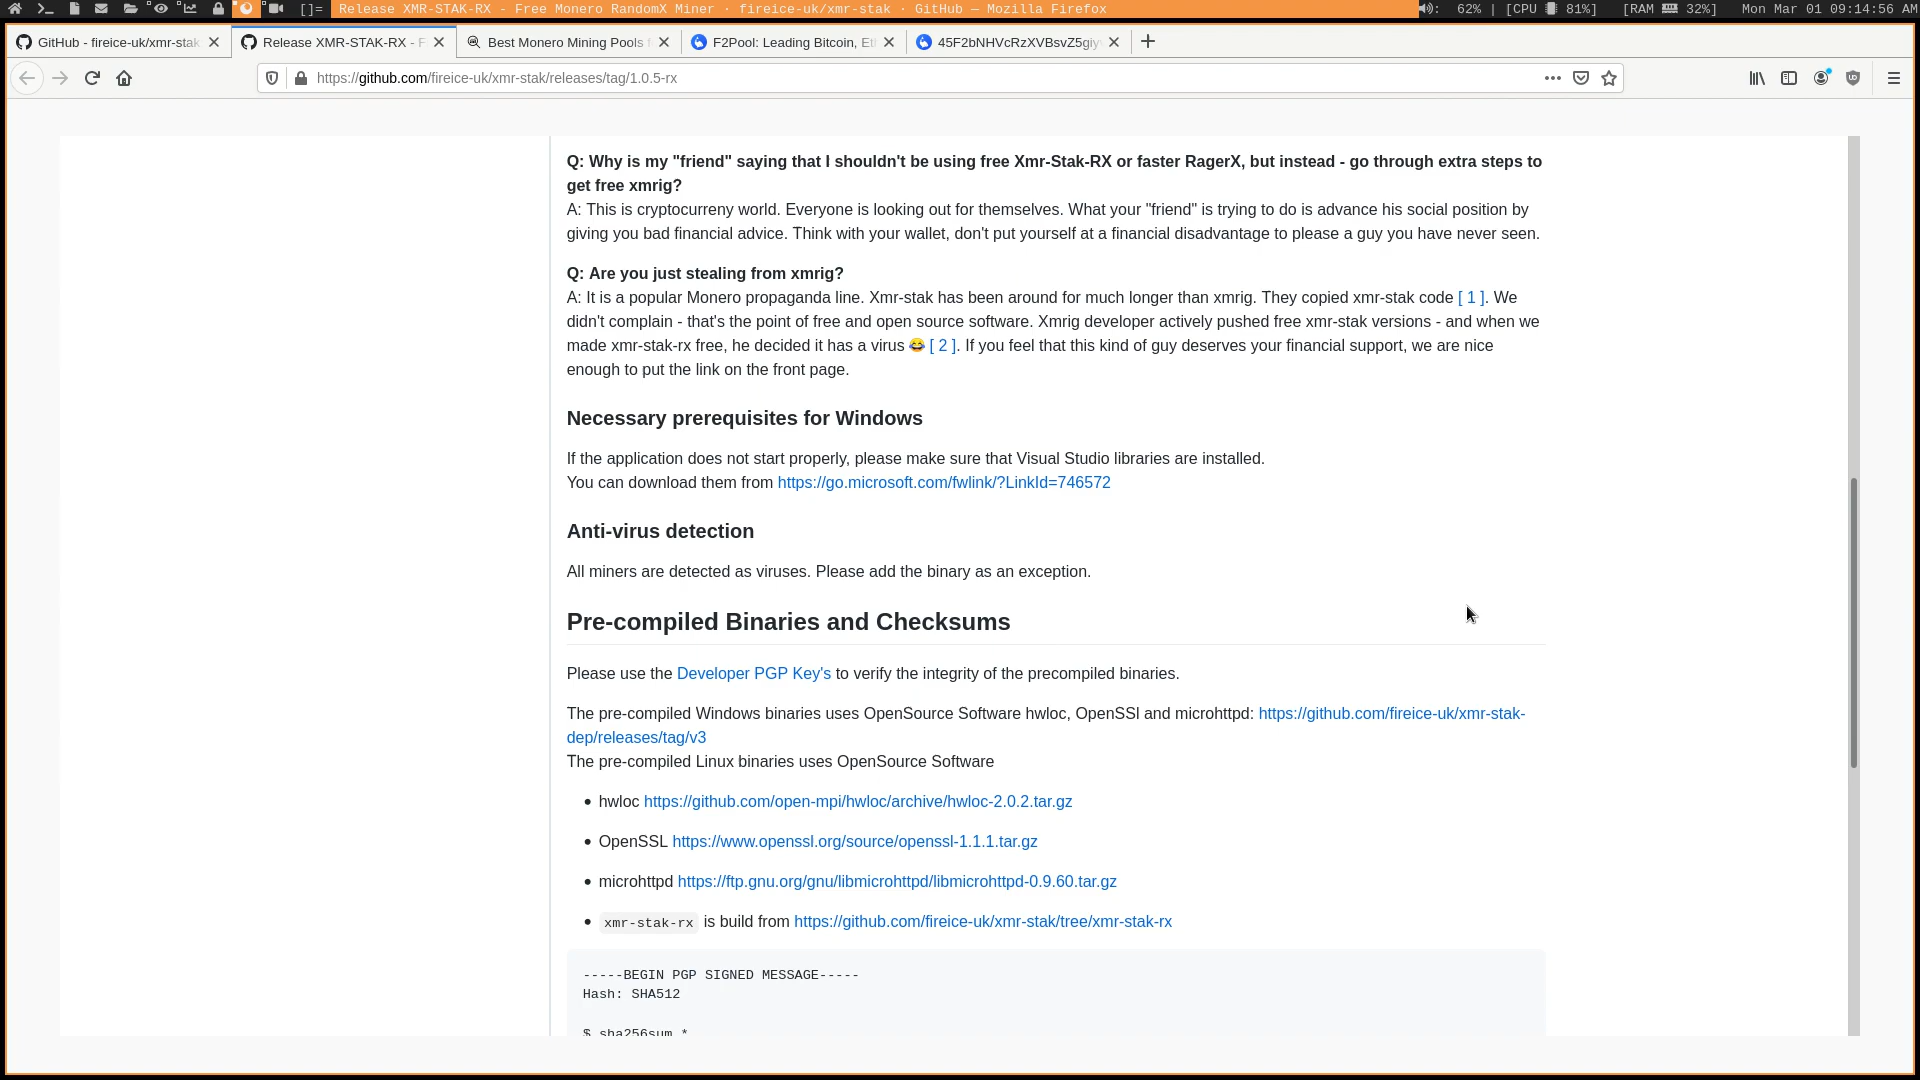 []= Release XMR-STAK-RX - Free Monero RandomX Miner · fireice-uk/xmr-stak · GitHub — Mozilla Firefox : 62% | [CPU 81%] [RAM 32%] Mon Mar 01 09:14:56 AM
GitHub - fireice-uk/xmr-stak Release XMR-STAK-RX - F Best Monero Mining Pools f F2Pool: Leading Bitcoin, Et 45F2bNHVcRzXVBsvZ5giy
https://github.com/fireice-uk/xmr-stak/releases/tag/1.0.5-rx
Q: Why is my "friend" saying that I shouldn't be using free Xmr-Stak-RX or faster RagerX, but instead - go through extra steps to
get free xmrig?
A: This is cryptocurreny world. Everyone is looking out for themselves. What your "friend" is trying to do is advance his social position by
giving you bad financial advice. Think with your wallet, don't put yourself at a financial disadvantage to please a guy you have never seen.
Q: Are you just stealing from xmrig?
A: It is a popular Monero propaganda line. Xmr-stak has been around for much longer than xmrig. They copied xmr-stak code [ 1 ]. We
didn't complain - that's the point of free and open source software. Xmrig developer actively pushed free xmr-stak versions - and when we
made xmr-stak-rx free, he decided it has a virus 😂 [ 2 ]. If you feel that this kind of guy deserves your financial support, we are nice
enough to put the link on the front page.
Necessary prerequisites for Windows
If the application does not start properly, please make sure that Visual Studio libraries are installed.
You can download them from https://go.microsoft.com/fwlink/?LinkId=746572
Anti-virus detection
All miners are detected as viruses. Please add the binary as an exception.
Pre-compiled Binaries and Checksums
Please use the Developer PGP Key's to verify the integrity of the precompiled binaries.
The pre-compiled Windows binaries uses OpenSource Software hwloc, OpenSSl and microhttpd: https://github.com/fireice-uk/xmr-stak-
dep/releases/tag/v3
The pre-compiled Linux binaries uses OpenSource Software
• hwloc https://github.com/open-mpi/hwloc/archive/hwloc-2.0.2.tar.gz
• OpenSSL https://www.openssl.org/source/openssl-1.1.1.tar.gz
• microhttpd https://ftp.gnu.org/gnu/libmicrohttpd/libmicrohttpd-0.9.60.tar.gz
• xmr-stak-rx is build from https://github.com/fireice-uk/xmr-stak/tree/xmr-stak-rx
-----BEGIN PGP SIGNED MESSAGE-----
Hash: SHA512
$ sha256sum *